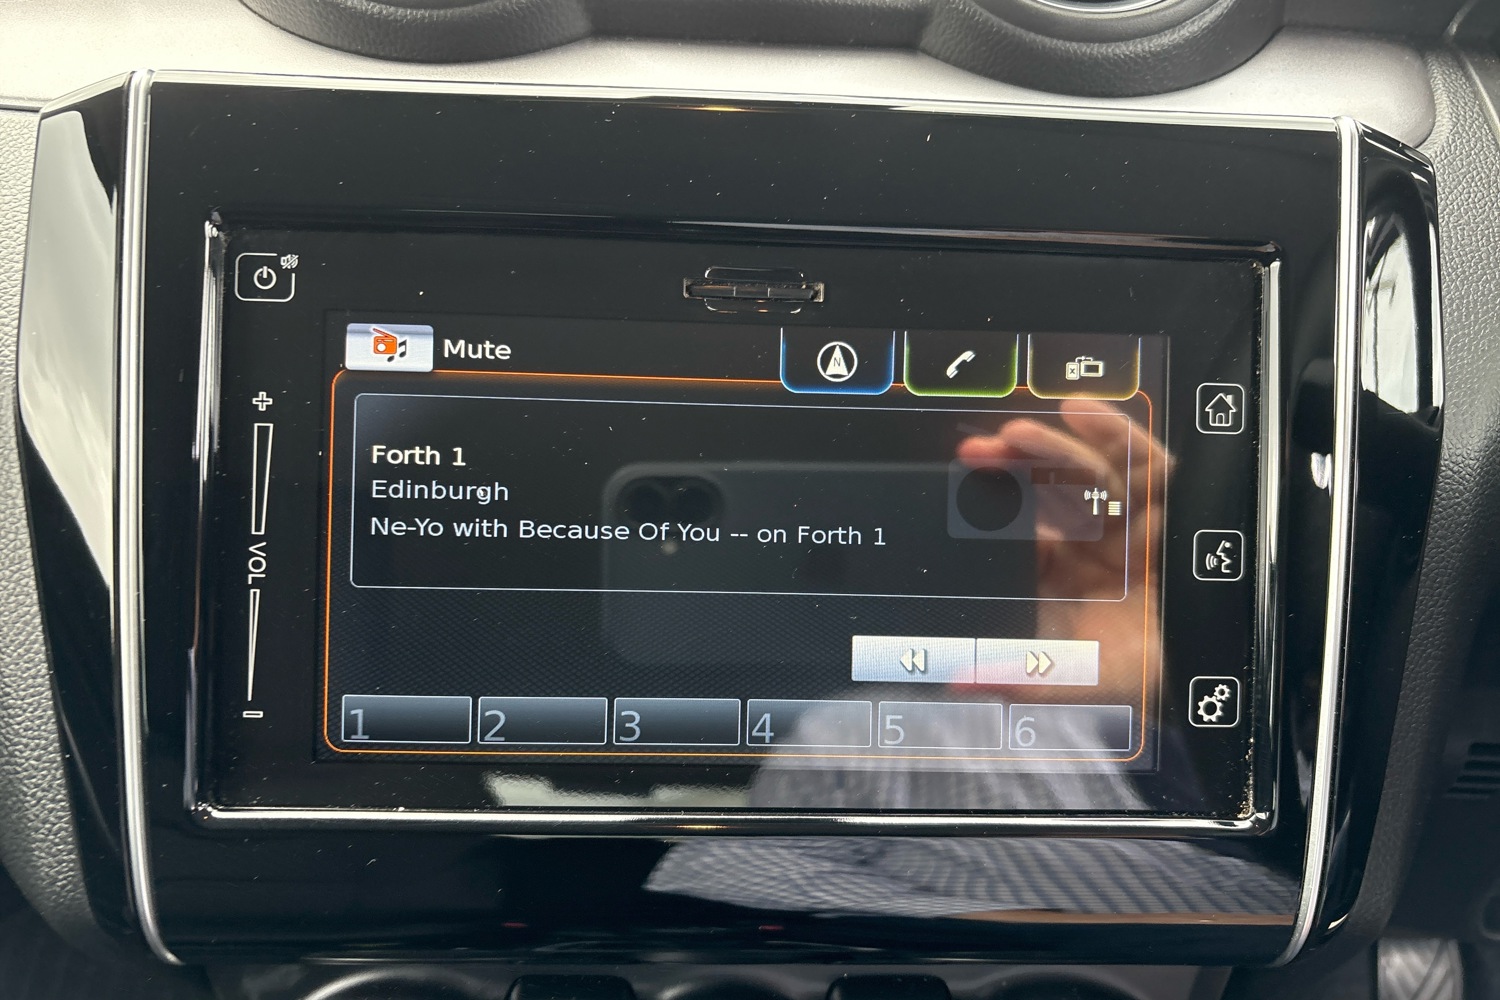 Mute
N
Forth 1
Edinburgh
Ne-Yo with Because Of You -- on Forth 1
VOL
1 2 3 4 5 6